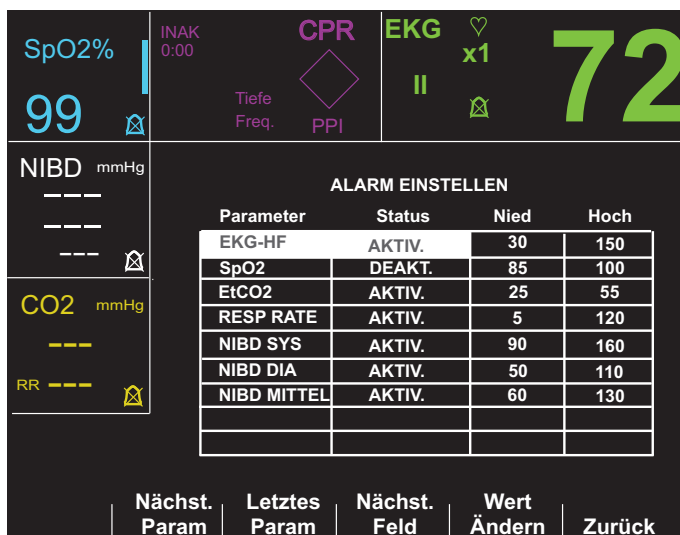 SpO2%
99
INAK
0:00
CPR
Tiefe
Freq.
PPI
EKG
x1
II
72
NIBD mmHg
---
---
---
CO2 mmHg
---
RR ---
ALARM EINSTELLEN
Parameter Status Nied Hoch
EKG-HF AKTIV. 30 150
SpO2 DEAKT. 85 100
EtCO2 AKTIV. 25 55
RESP RATE AKTIV. 5 120
NIBD SYS AKTIV. 90 160
NIBD DIA AKTIV. 50 110
NIBD MITTEL AKTIV. 60 130
Nächst. Letztes Nächst. Wert
Param Param Feld Ändern Zurück